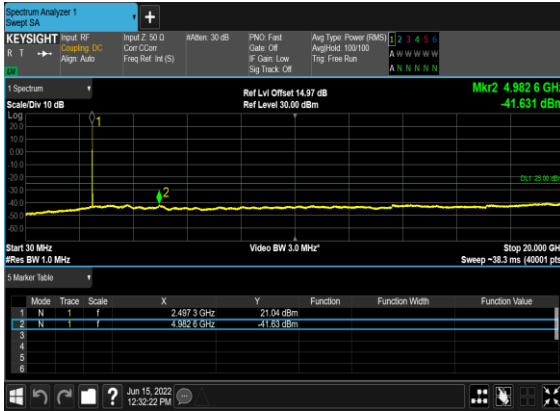 Spectrum Analyzer 1
Swept SA
+
KEYSIGHT Input: RF Input Z: 50 Ω #Atten: 30 dB PNO: Fast Avg Type: Power (RMS) 1 2 3 4 5 6
R T Coupling: DC Corr CCorr Gate: Off Avg|Hold: 100/100 A W W W W W
Align: Auto Freq Ref: Int (S) IF Gain: Low Trig: Free Run
Sig Track: Off A N N N N N
1 Spectrum Ref Lvl Offset 14.97 dB Mkr2 4.982 6 GHz
Scale/Div 10 dB Ref Level 30.00 dBm -41.631 dBm
Log
20.0
10.0
0.00
-10.0
-20.0
DL1 25.00 dBm
-30.0
-40.0
-50.0
-60.0
1
2
Start 30 MHz Video BW 3.0 MHz* Stop 20.000 GHz
#Res BW 1.0 MHz Sweep ~38.3 ms (40001 pts)
5 Marker Table
Mode Trace Scale X Y Function Function Width Function Value
1 N 1 f 2.497 3 GHz 21.04 dBm
2 N 1 f 4.982 6 GHz -41.63 dBm
3
4
5
6
? Jun 15, 2022
12:32:22 PM